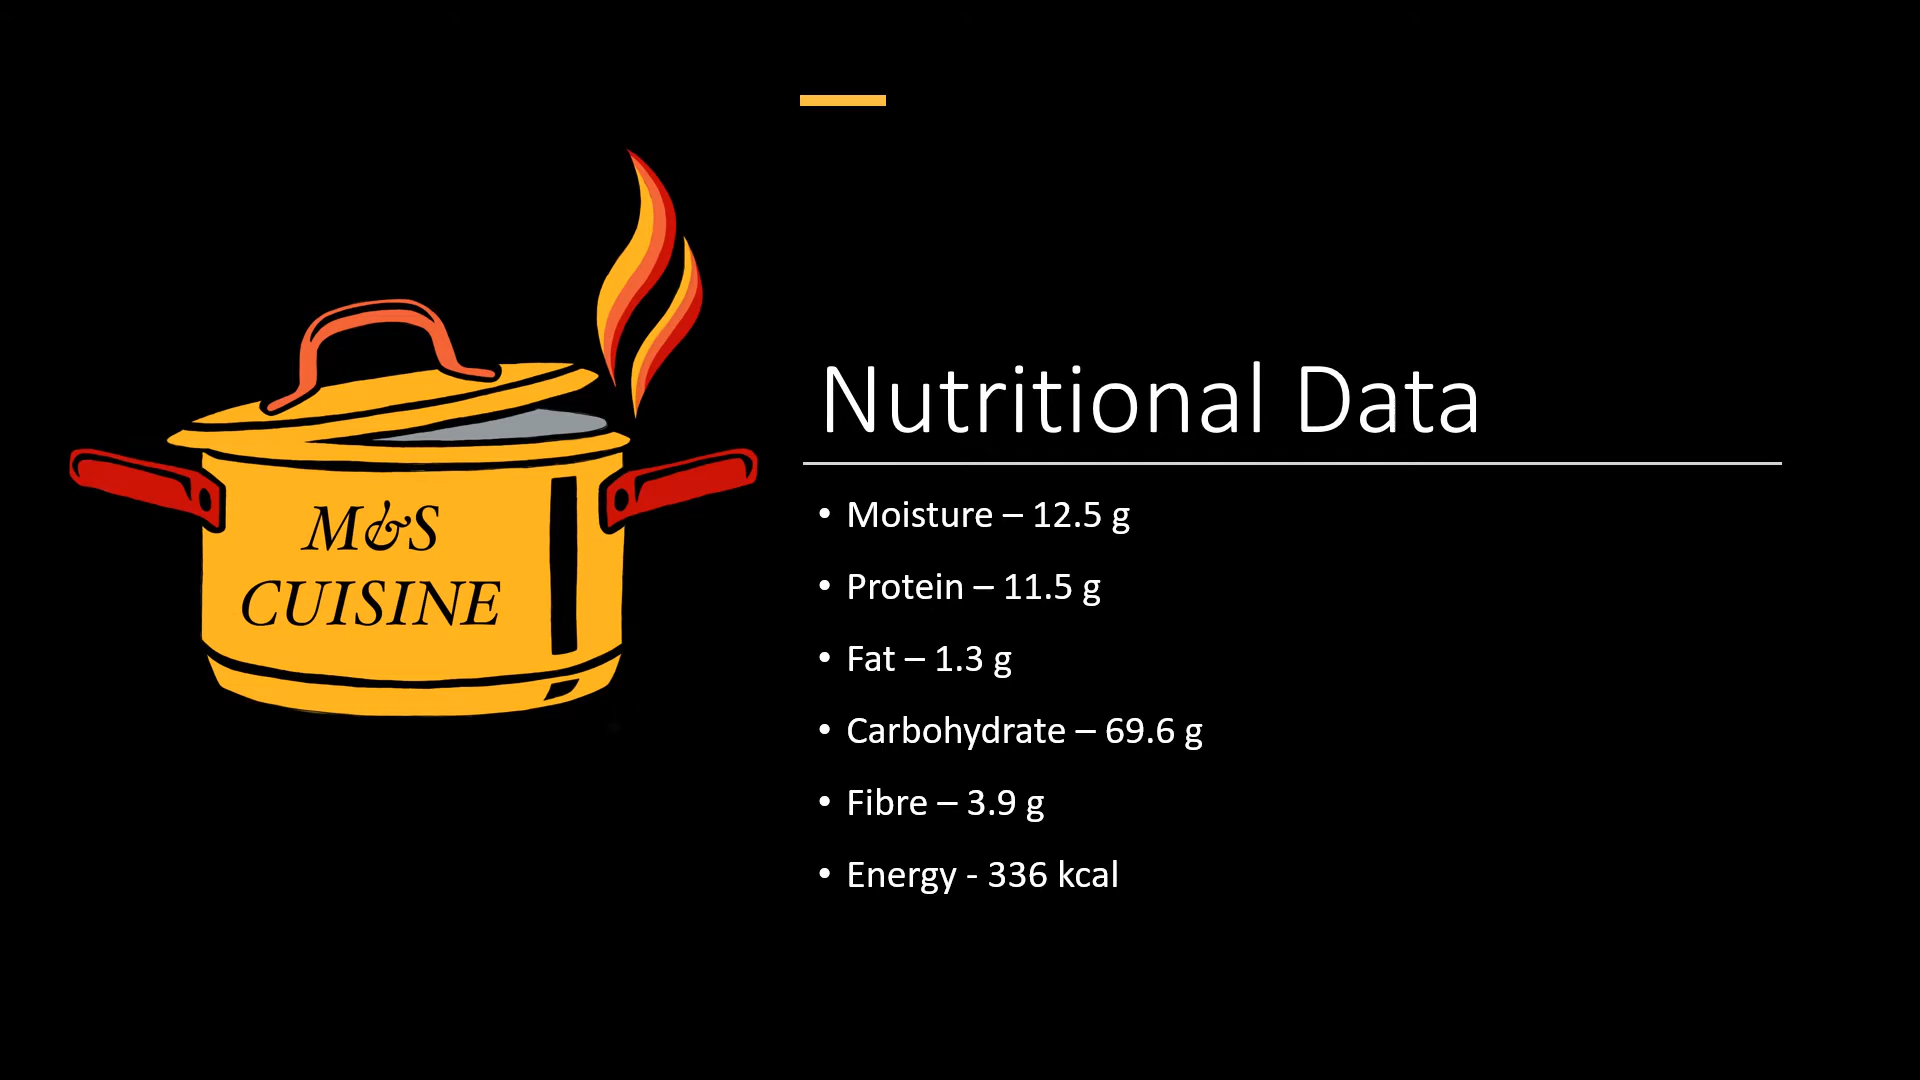 M&S
CUISINE
Nutritional Data
• Moisture – 12.5 g
• Protein – 11.5 g
• Fat – 1.3 g
• Carbohydrate – 69.6 g
• Fibre – 3.9 g
• Energy - 336 kcal